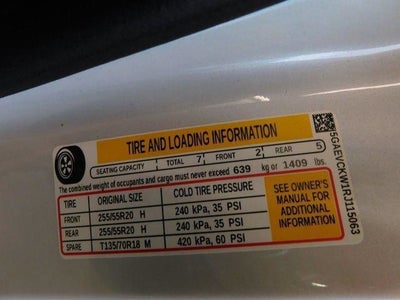 TIRE AND LOADING INFORMATION
SEATING CAPACITY TOTAL 7 FRONT 2 REAR 5
The combined weight of occupants and cargo must never exceed 639 kg or 1409 lbs.
TIRE ORIGINAL SIZE COLD TIRE PRESSURE
FRONT 255/55R20 H 240 kPa, 35 PSI
REAR 255/55R20 H 240 kPa, 35 PSI
SPARE T135/70R18 M 420 kPa, 60 PSI
SEE OWNER'S
MANUAL FOR
ADDITIONAL
INFORMATION
5GAEVCKW1RJ115063